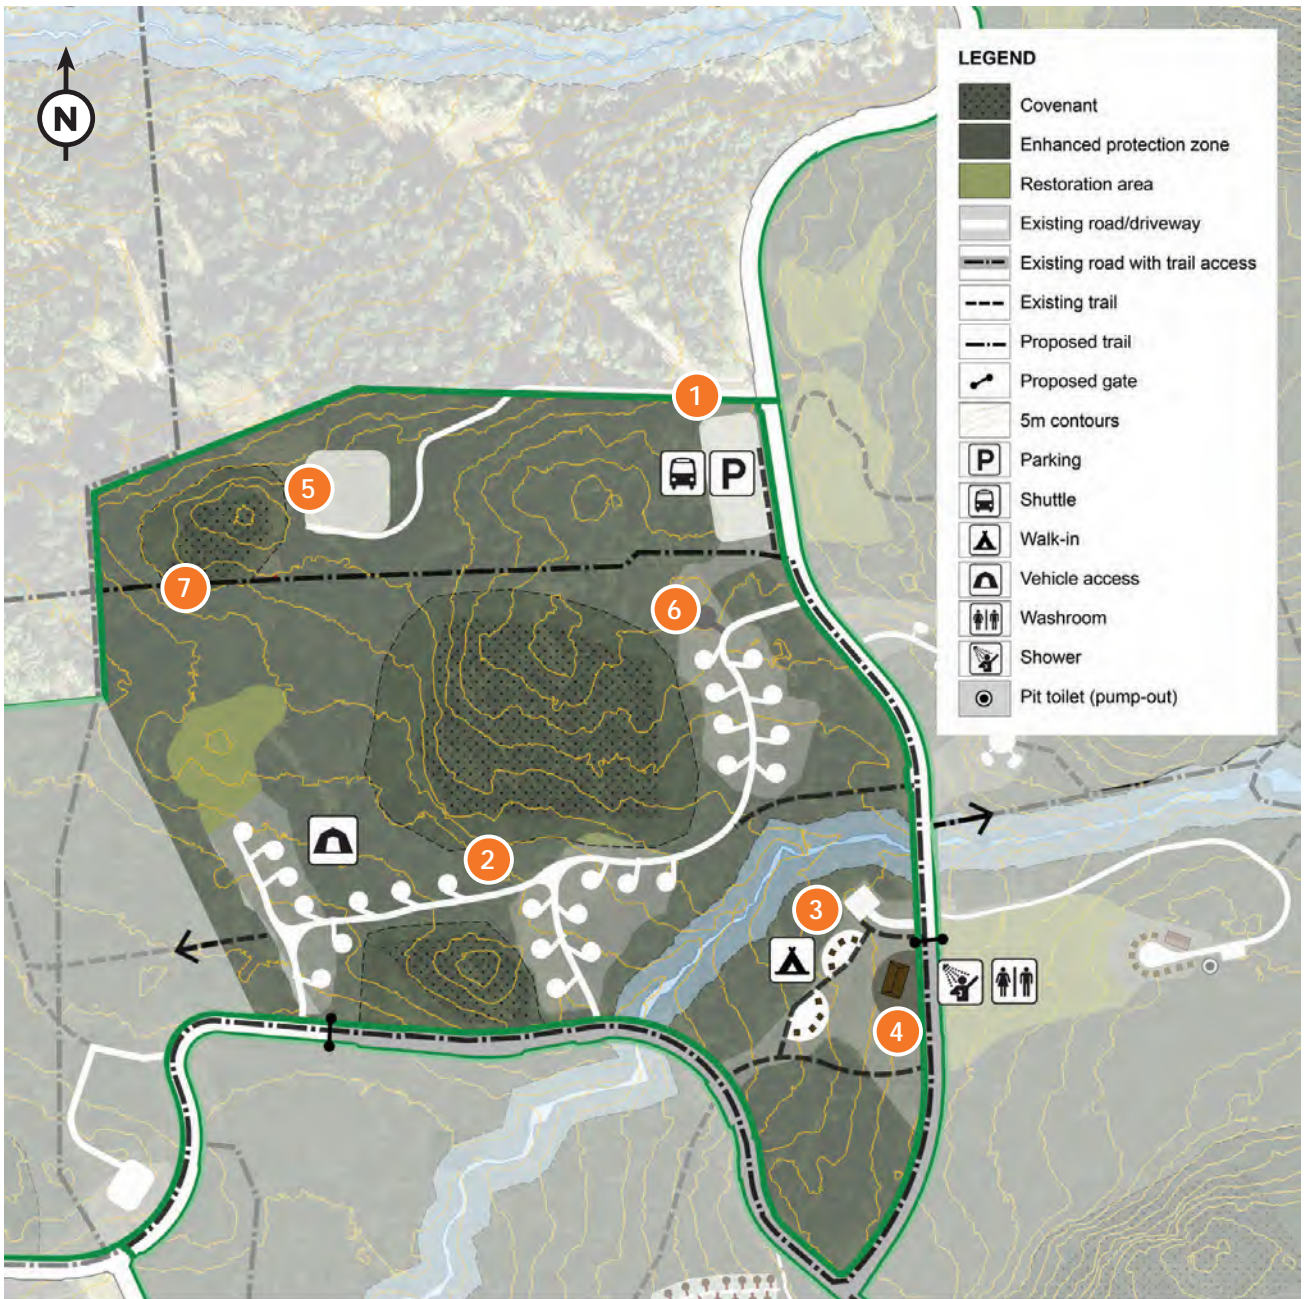 N
LEGEND
Covenant
Enhanced protection zone
Restoration area
Existing road/driveway
Existing road with trail access
Existing trail
Proposed trail
Proposed gate
5m contours
P Parking
Shuttle
Walk-in
Vehicle access
Washroom
Shower
Pit toilet (pump-out)
1
P
5
7
6
2
3
4